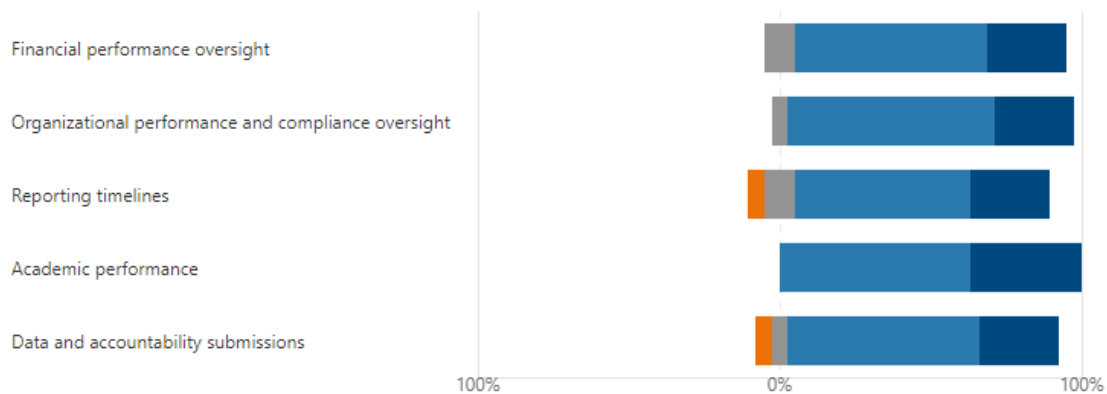 Financial performance oversight
Organizational performance and compliance oversight
Reporting timelines
Academic performance
Data and accountability submissions
100% 0% 100%